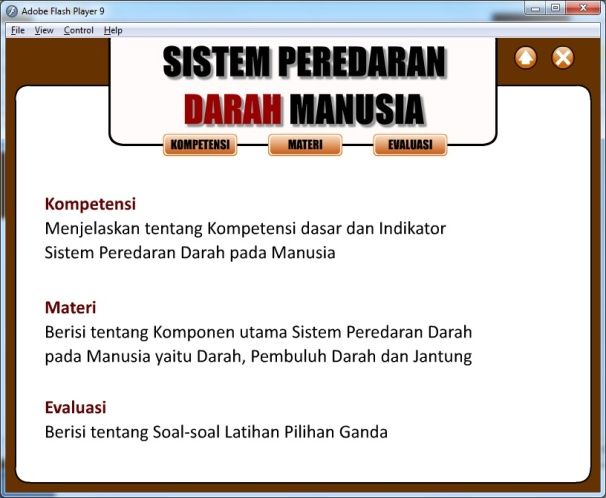 Adobe Flash Player 9
File View Control Help
SISTEM PEREDARAN
DARAH MANUSIA
KOMPETENSI MATERI EVALUASI
Kompetensi
Menjelaskan tentang Kompetensi dasar dan Indikator
Sistem Peredaran Darah pada Manusia
Materi
Berisi tentang Komponen utama Sistem Peredaran Darah
pada Manusia yaitu Darah, Pembuluh Darah dan Jantung
Evaluasi
Berisi tentang Soal-soal Latihan Pilihan Ganda